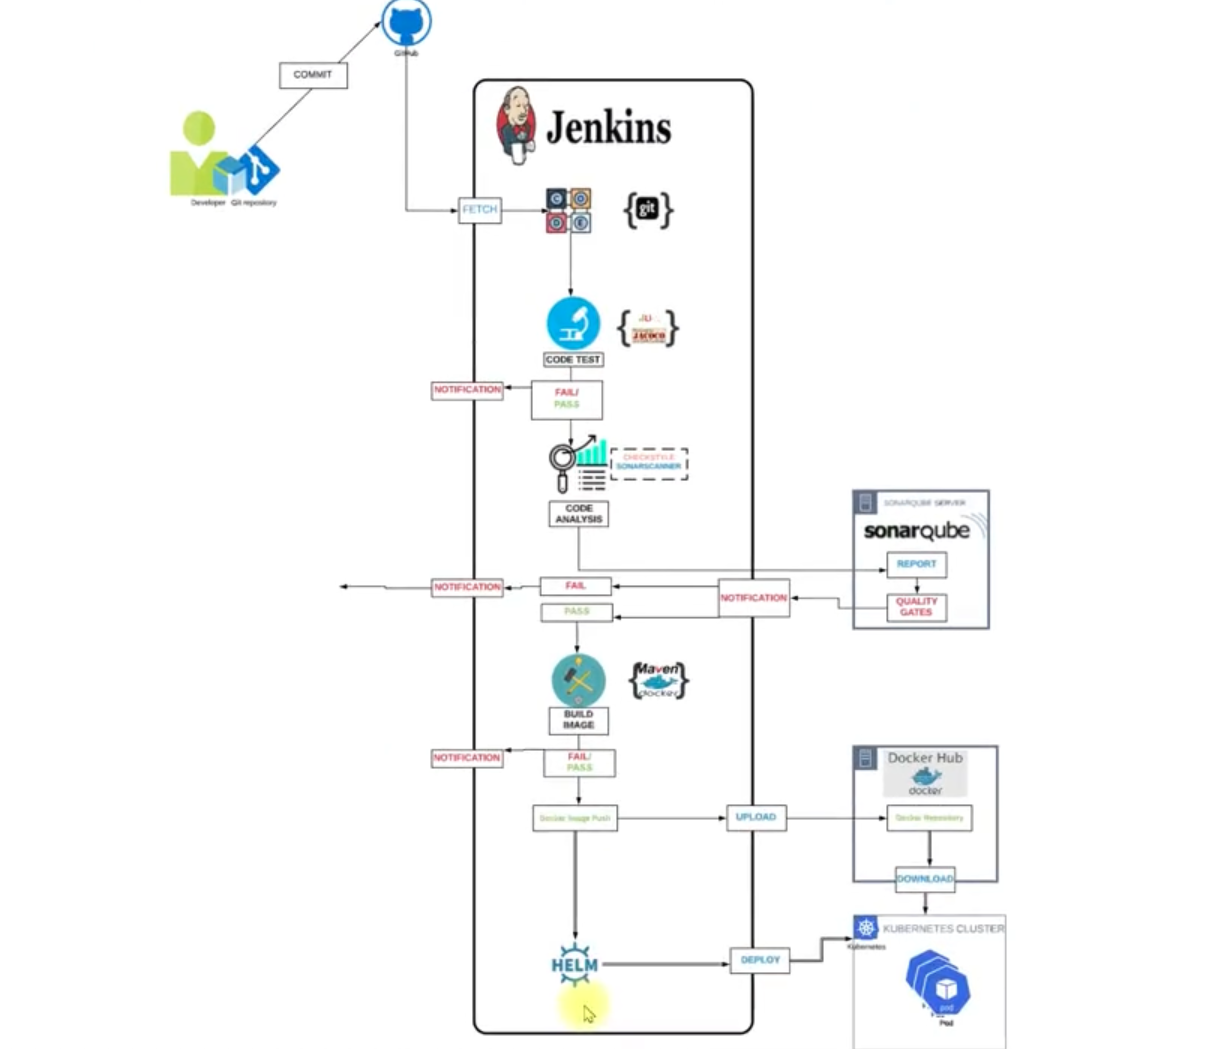 GitHub
COMMIT
Developer Git repository
Jenkins
FETCH
C O
D E
git
JU
JACOCO
CODE TEST
NOTIFICATION
FAIL/
PASS
CHECKSTYLE
SONARSCANNER
CODE
ANALYSIS
SONARQUBE SERVER
sonarqube
REPORT
QUALITY
GATES
NOTIFICATION
FAIL
NOTIFICATION
PASS
Maven
docker
BUILD
IMAGE
NOTIFICATION
FAIL/
PASS
Docker Hub
docker
Docker Image Push
UPLOAD
Docker Repository
DOWNLOAD
KUBERNETES CLUSTER
Kubernetes
HELM
DEPLOY
pod
Pod